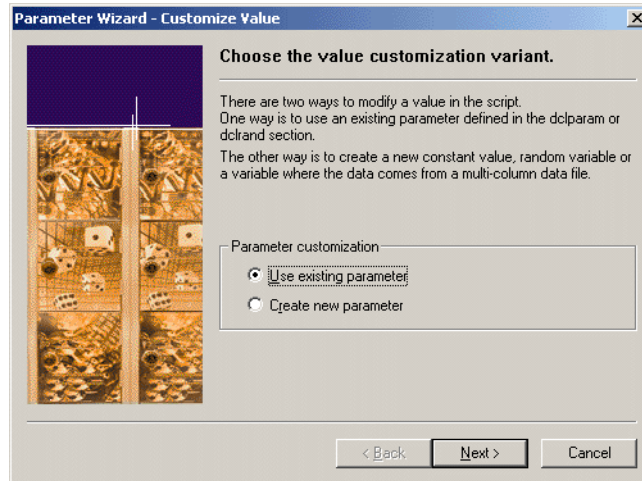 Parameter Wizard - Customize Value
Choose the value customization variant.
There are two ways to modify a value in the script.
One way is to use an existing parameter defined in the dclparam or
dclrand section.
The other way is to create a new constant value, random variable or
a variable where the data comes from a multi-column data file.
Parameter customization
Use existing parameter
Create new parameter
< Back
Next >
Cancel